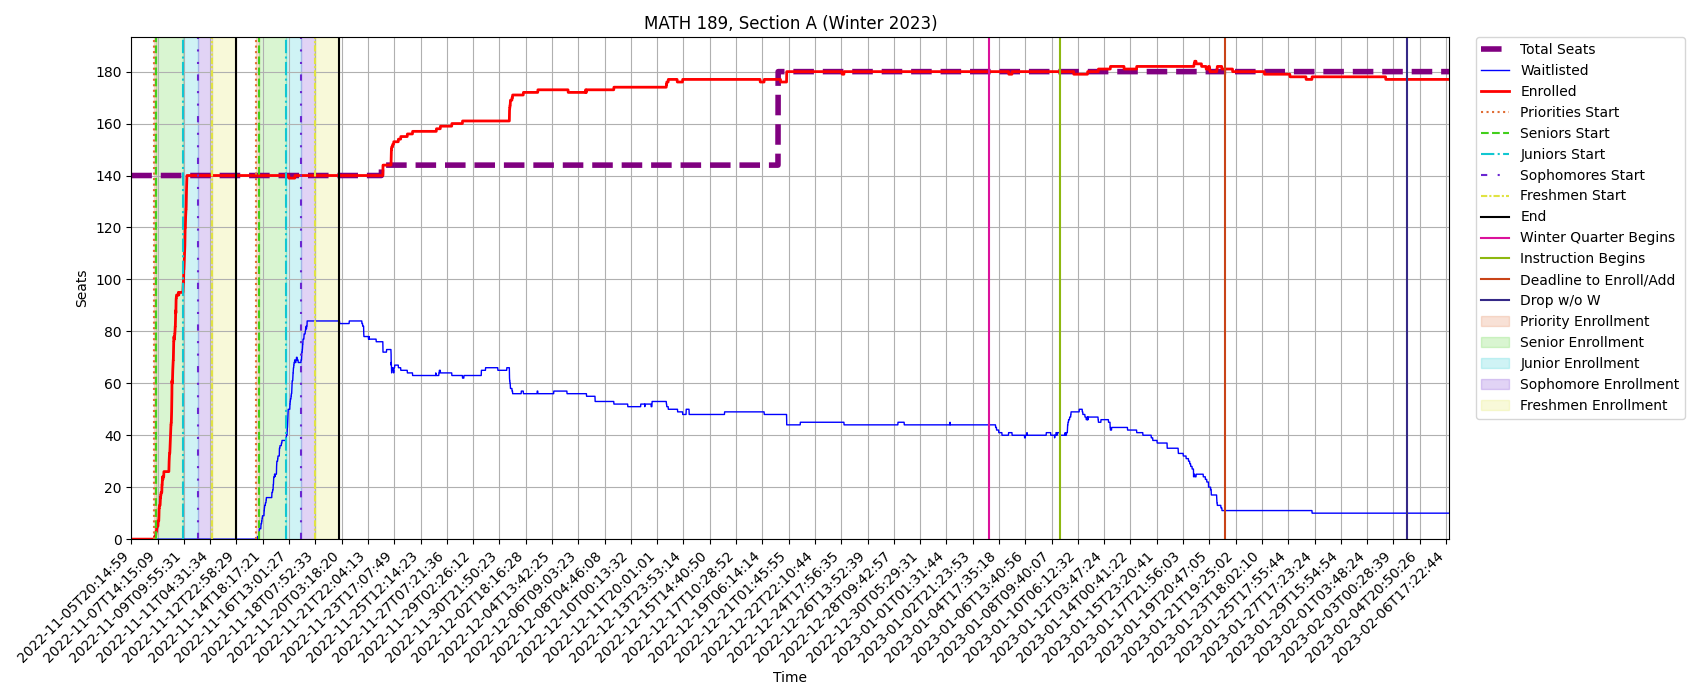 MATH 189, Section A (Winter 2023)
Seats
180
160
140
120
100
80
60
40
20
0
2022-11-05T20:14:59
2022-11-07T14:15:09
2022-11-09T09:55:31
2022-11-11T04:31:34
2022-11-12T22:58:29
2022-11-14T18:17:21
2022-11-16T13:01:27
2022-11-18T07:52:33
2022-11-20T03:18:20
2022-11-21T22:04:13
2022-11-23T17:07:49
2022-11-25T12:14:23
2022-11-27T07:21:36
2022-11-29T02:26:12
2022-11-30T21:50:23
2022-12-02T18:16:28
2022-12-04T13:42:25
2022-12-06T09:03:23
2022-12-08T04:46:08
2022-12-10T00:13:32
2022-12-11T20:01:01
2022-12-13T23:53:14
2022-12-15T14:40:50
2022-12-17T10:28:52
2022-12-19T06:14:14
2022-12-21T01:45:55
2022-12-22T22:10:44
2022-12-24T17:56:35
2022-12-26T13:52:39
2022-12-28T09:42:57
2022-12-30T05:29:31
2023-01-01T01:31:44
2023-01-02T21:23:53
2023-01-04T17:35:18
2023-01-06T13:40:56
2023-01-08T09:40:07
2023-01-10T06:12:32
2023-01-12T03:47:24
2023-01-14T00:41:22
2023-01-15T23:20:41
2023-01-17T21:56:03
2023-01-19T20:47:05
2023-01-21T19:25:02
2023-01-23T18:02:10
2023-01-25T17:55:44
2023-01-27T17:23:24
2023-01-29T15:54:54
2023-02-01T03:48:24
2023-02-03T00:28:39
2023-02-04T20:50:26
2023-02-06T17:22:44
Time
Total Seats
Waitlisted
Enrolled
Priorities Start
Seniors Start
Juniors Start
Sophomores Start
Freshmen Start
End
Winter Quarter Begins
Instruction Begins
Deadline to Enroll/Add
Drop w/o W
Priority Enrollment
Senior Enrollment
Junior Enrollment
Sophomore Enrollment
Freshmen Enrollment